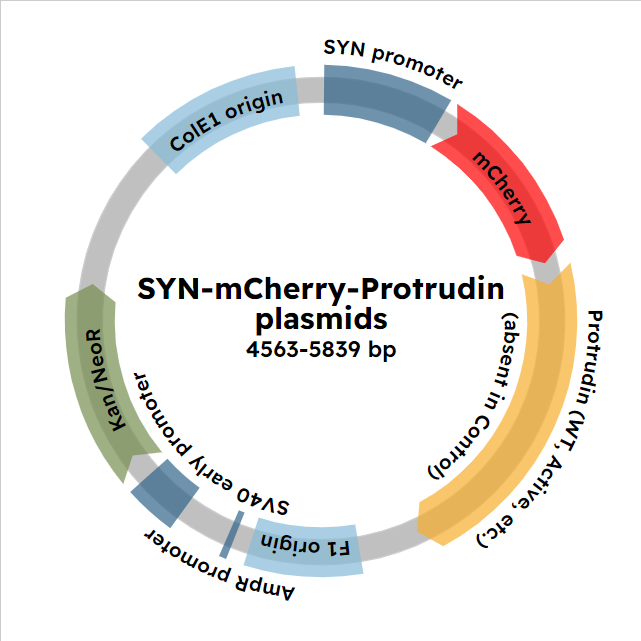 SYN promoter
mCherry
Protrudin (WT, Active, etc.)
(absent in Control)
F1 origin
AmpR promoter
SV40 early promoter
Kan/NeoR
ColE1 origin
SYN-mCherry-Protrudin
plasmids
4563-5839 bp